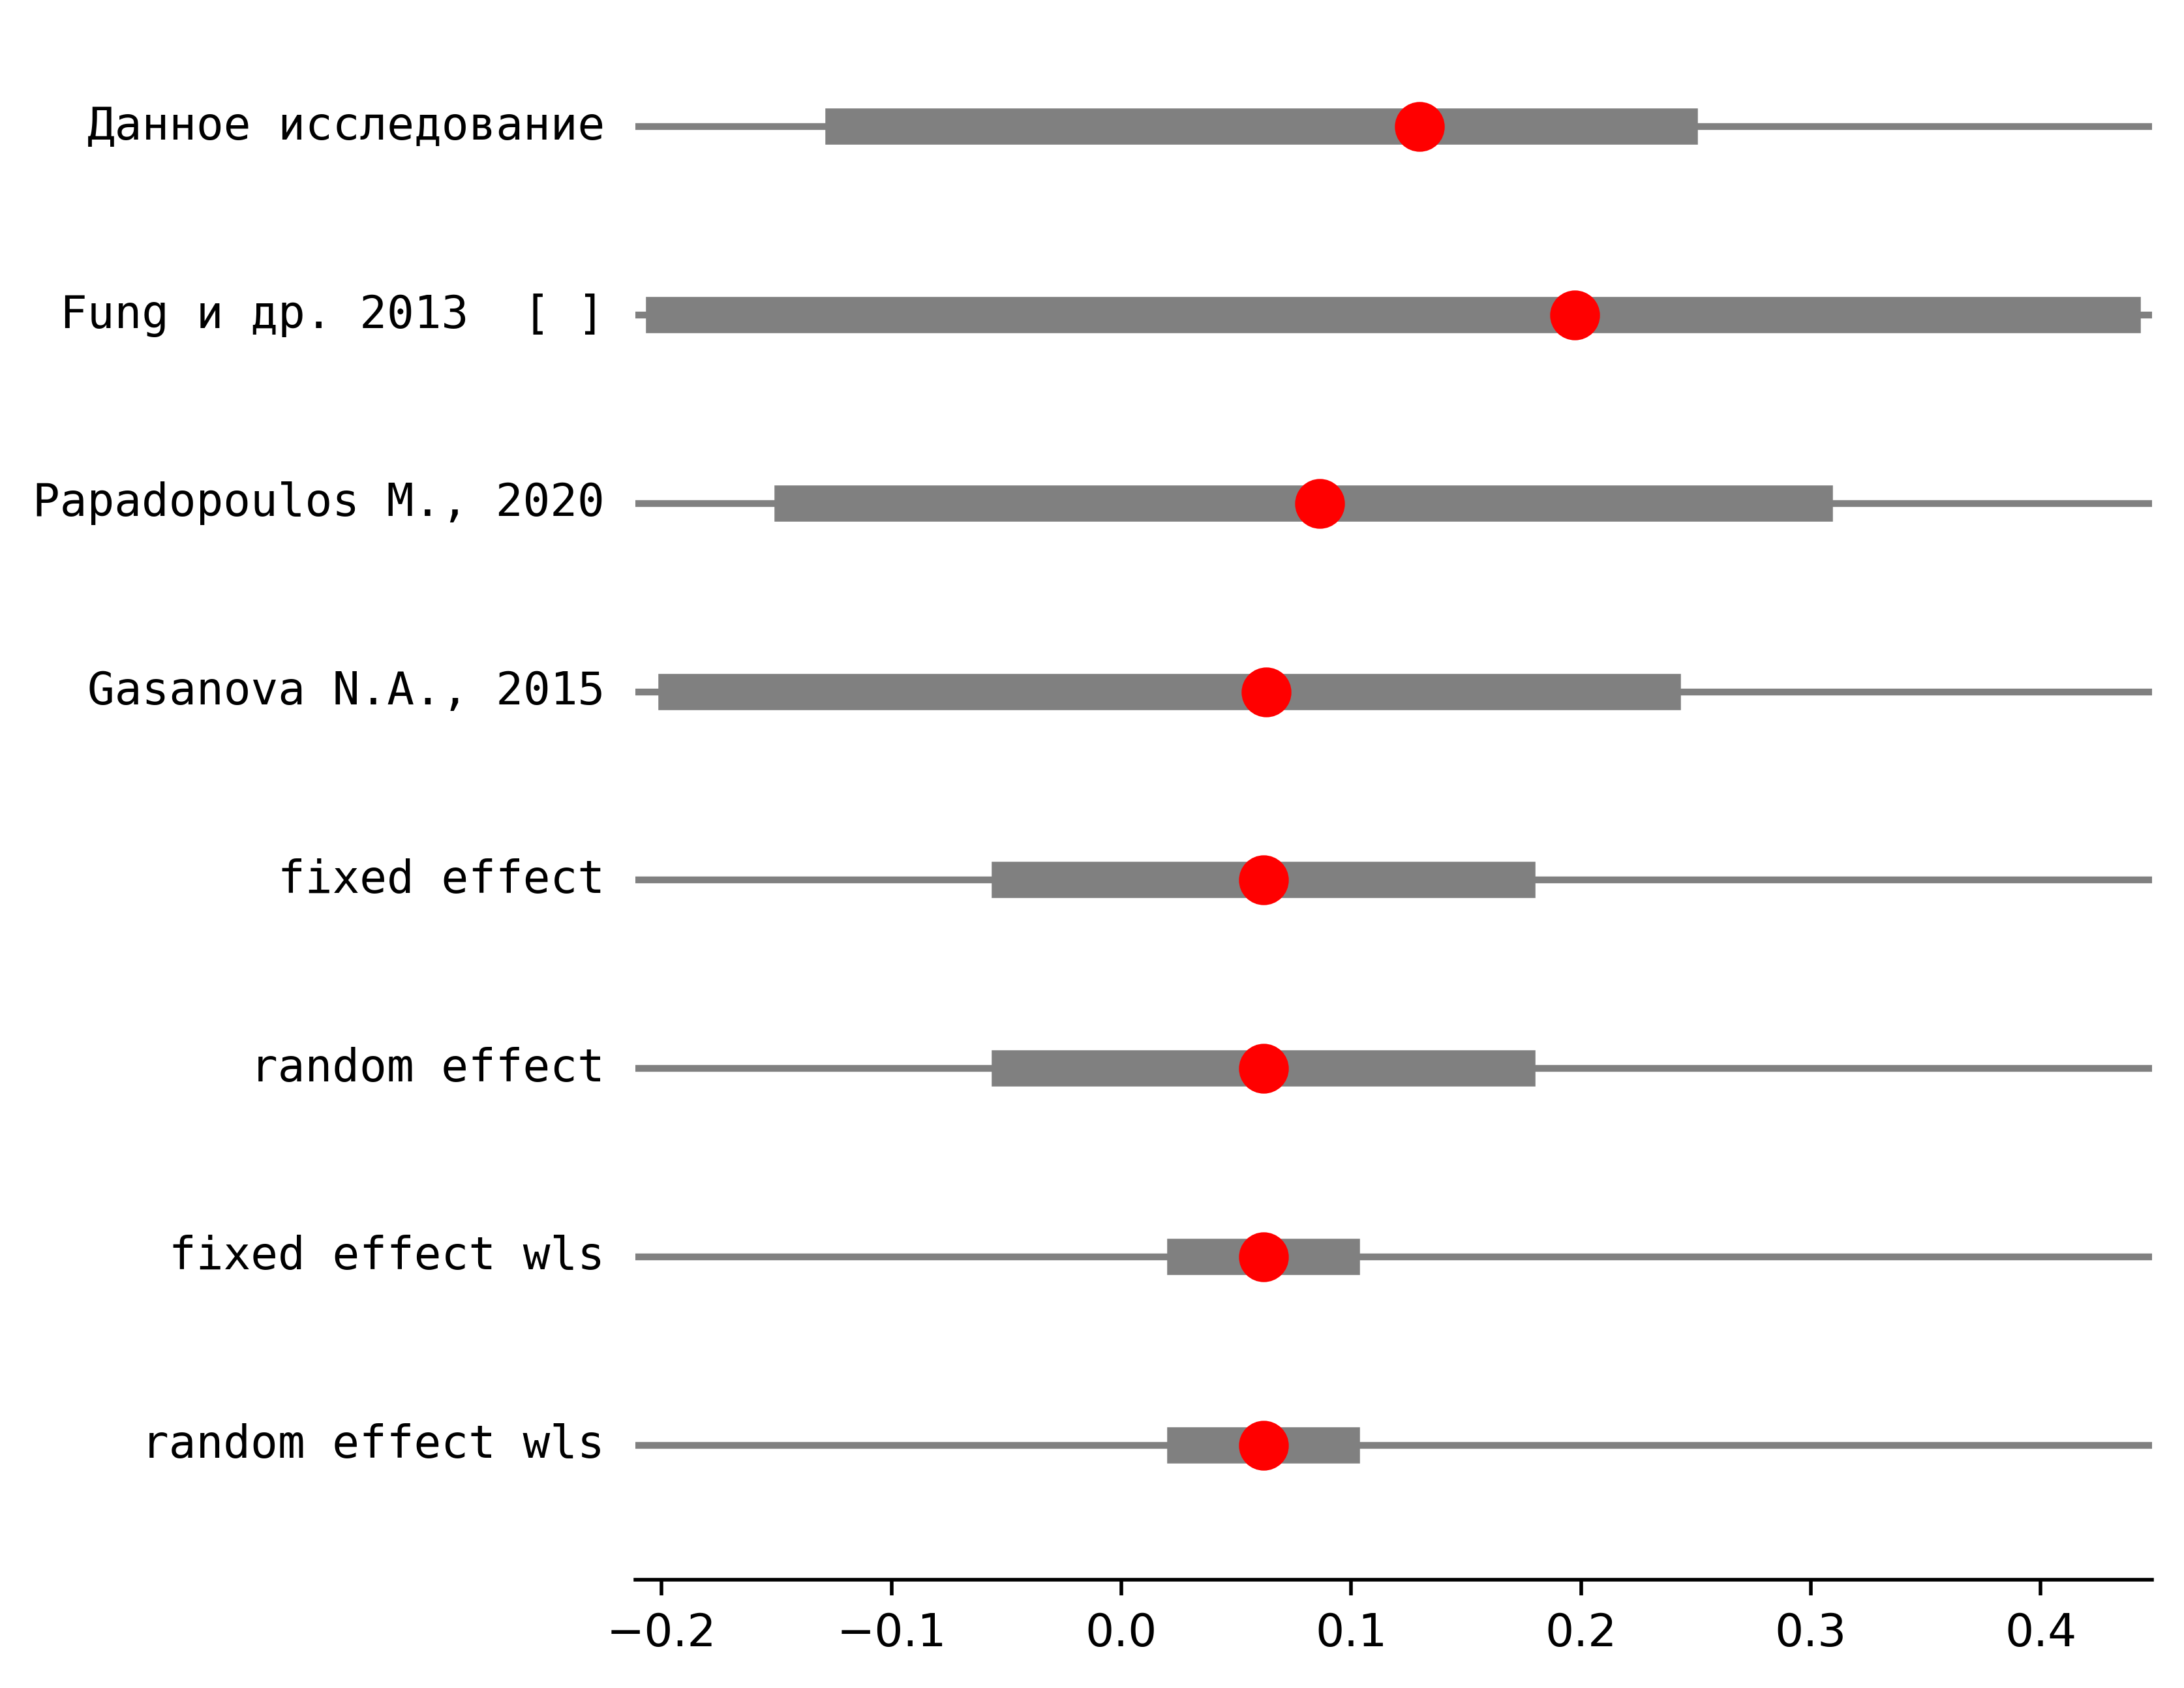 Данное исследование
Fung и др. 2013  [ ]
Papadopoulos M., 2020
Gasanova N.A., 2015
fixed effect
random effect
fixed effect wls
random effect wls
−0.2 −0.1 0.0 0.1 0.2 0.3 0.4